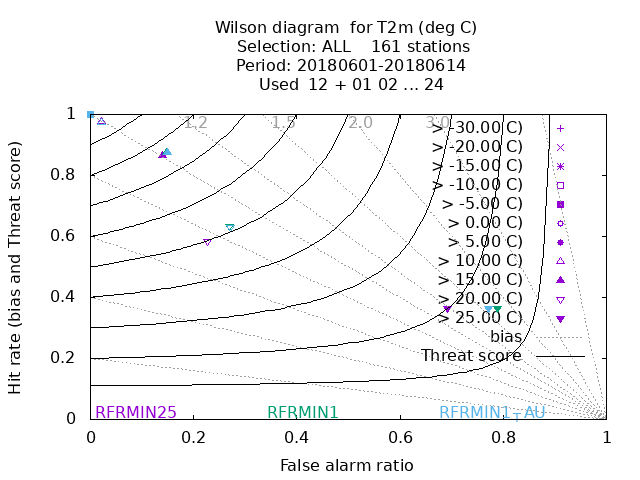 Wilson diagram  for T2m (deg C)
Selection: ALL    161 stations
Period: 20180601-20180614
Used  12 + 01 02 ... 24
Hit rate (bias and Threat score)
1
0.8
0.6
0.4
0.2
0
1.2
1.5
2.0
3.0
> -30.00 C)
> -20.00 C)
> -15.00 C)
> -10.00 C)
> -5.00 C)
> 0.00 C)
> 5.00 C)
> 10.00 C)
> 15.00 C)
> 20.00 C)
> 25.00 C)
bias
Threat score
RFRMIN25
RFRMIN1
RFRMIN1_AU
0
0.2
0.4
0.6
0.8
1
False alarm ratio